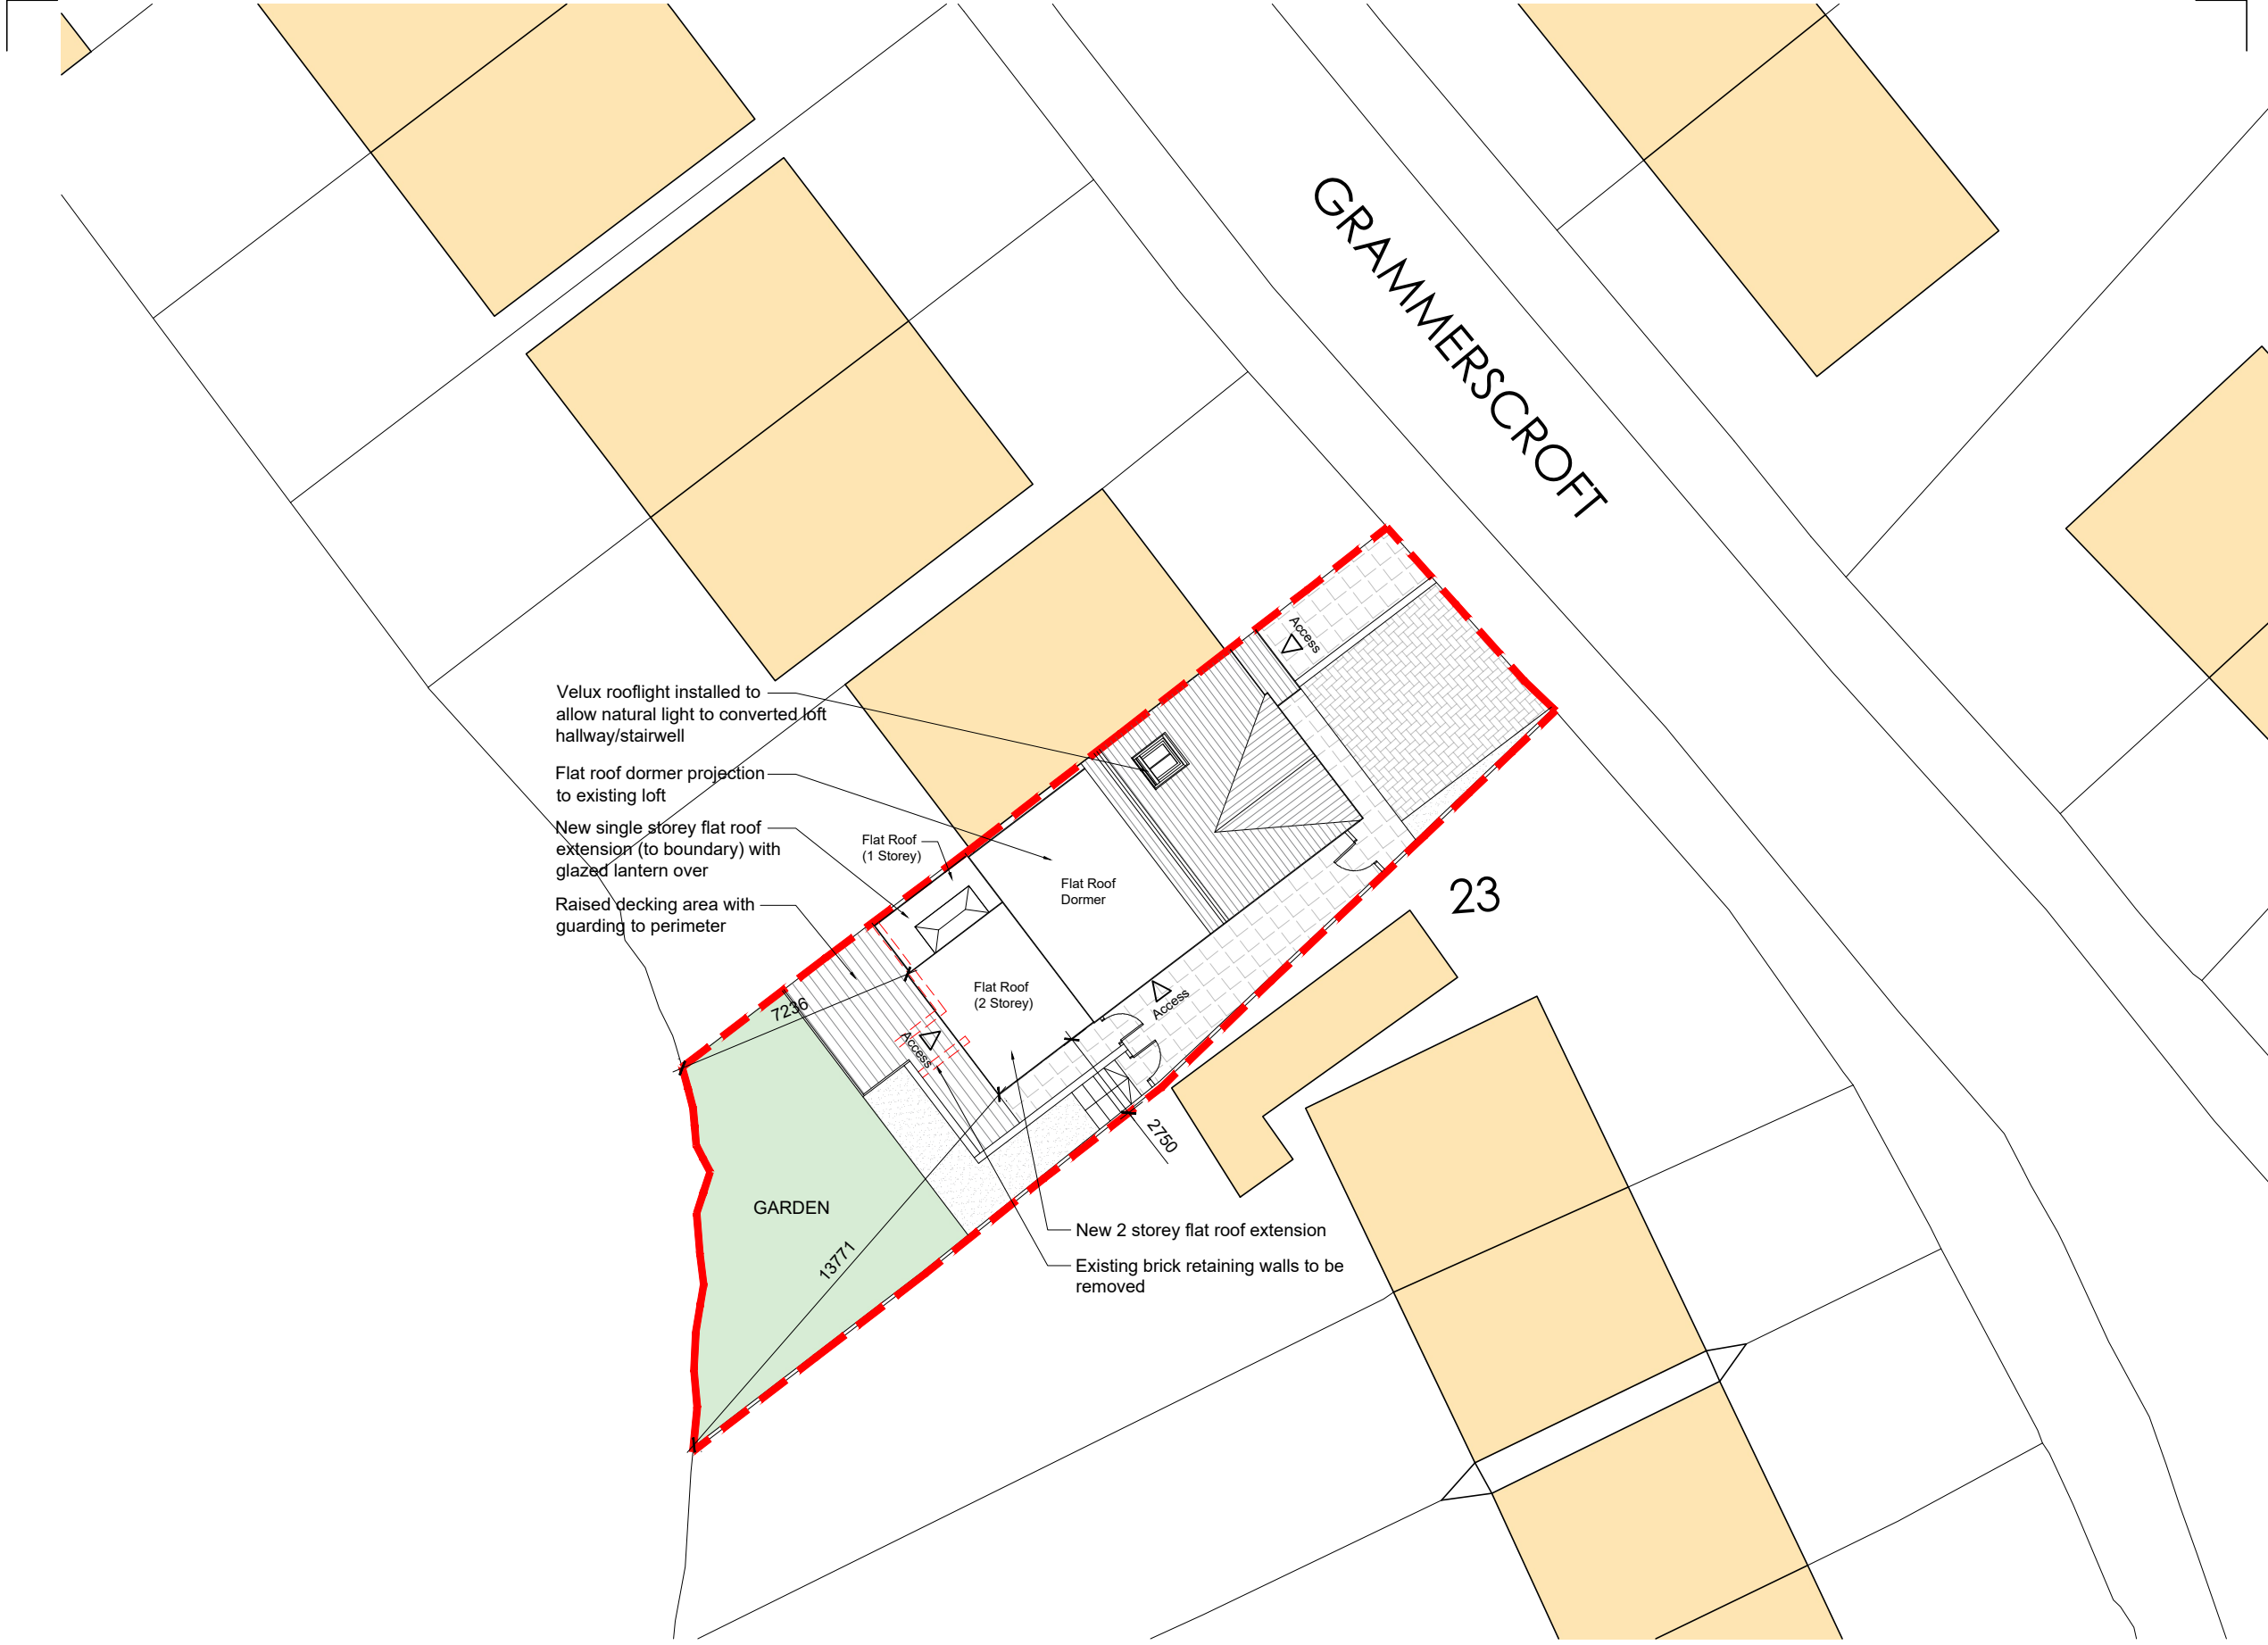 GRAMMERSCROFT
Access
Velux rooflight installed to
allow natural light to converted loft
hallway/stairwell
Flat roof dormer projection
to existing loft
New single storey flat roof
extension (to boundary) with
glazed lantern over
Raised decking area with
guarding to perimeter
Flat Roof
(1 Storey)
Flat Roof
Dormer
23
Flat Roof
(2 Storey)
Access
7236
Access
2750
GARDEN
13771
New 2 storey flat roof extension
Existing brick retaining walls to be
removed